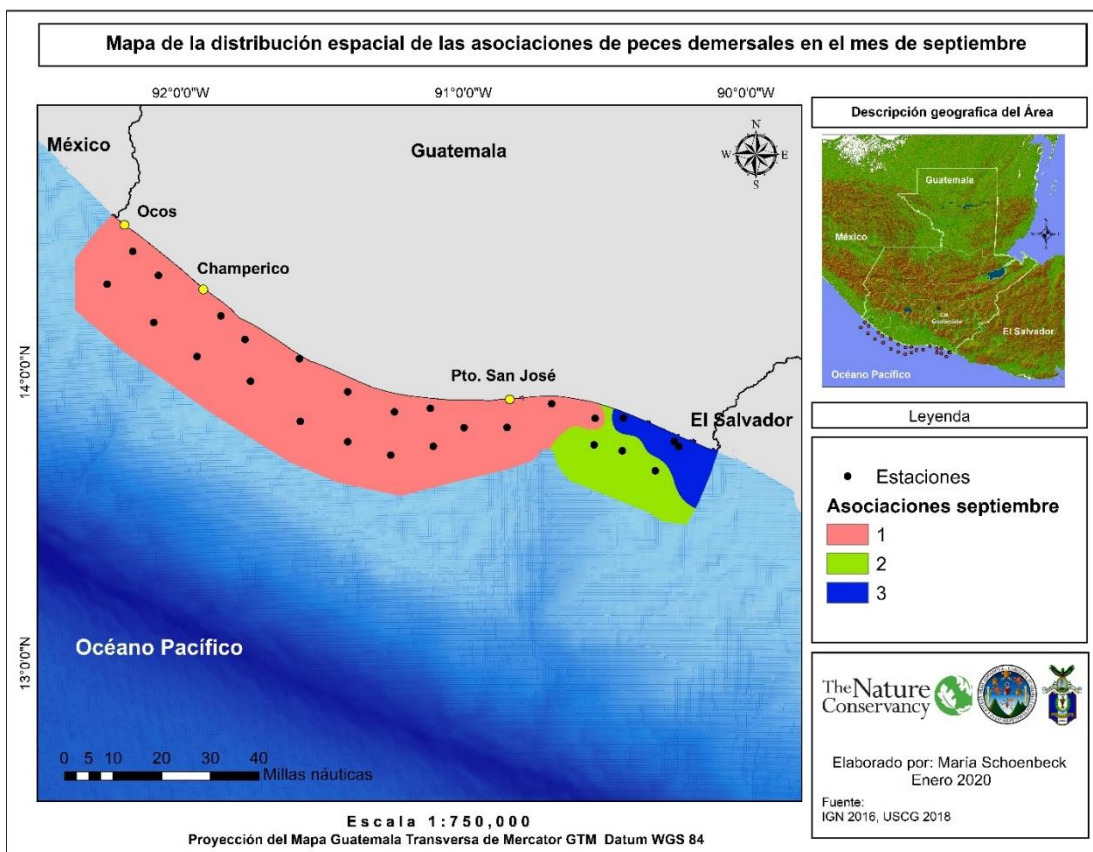 Mapa de la distribución espacial de las asociaciones de peces demersales en el mes de septiembre
92°0'0"W
91°0'0"W
90°0'0"W
14°0'0"N
13°0'0"N
México
Guatemala
N
W
E
S
Ocos
Champerico
Pto. San José
El Salvador
Océano Pacífico
0 5 10 20 30 40
Millas náuticas
Escala 1:750,000
Proyección del Mapa Guatemala Transversa de Mercator GTM Datum WGS 84
Descripción geografica del Área
Guatemala
México
El Salvador
Océano Pacífico
Leyenda
Estaciones
Asociaciones septiembre
1
2
3
The Nature
Conservancy
Elaborado por: María Schoenbeck
Enero 2020
Fuente:
IGN 2016, USCG 2018